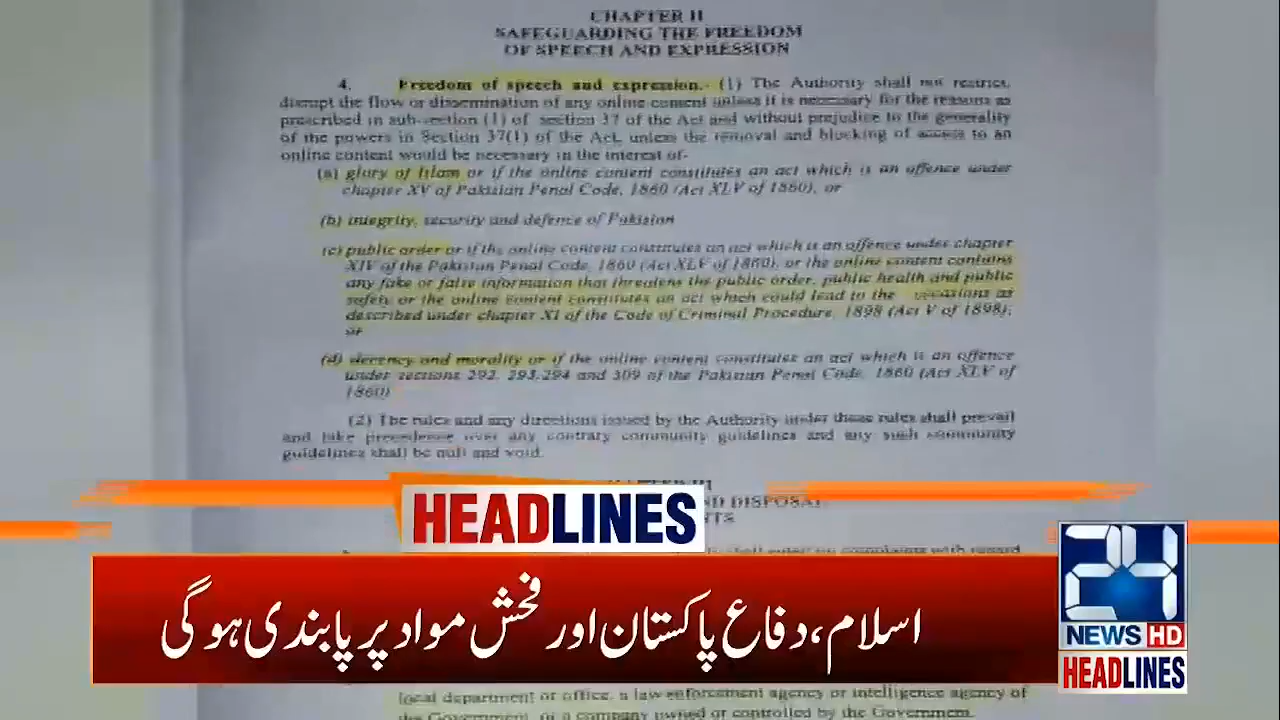 CHAPTER II
SAFEGUARDING THE FREEDOM
OF SPEECH AND EXPRESSION
4. Freedom of speech and expression.- (1) The Authority shall not restrict,
disrupt the flow or dissemination of any online content unless it is necessary for the reasons as
prescribed in sub-section (1) of section 37 of the Act and without prejudice to the generality
of the powers in Section 37(1) of the Act, unless the removal and blocking of access to an
online content would be necessary in the interest of-
(a) glory of Islam or if the online content constitutes an act which is an offence under
chapter XV of Pakistan Penal Code, 1860 (Act XLV of 1860), or
(b) integrity, security and defence of Pakistan
(c) public order or if the online content constitutes an act which is an offence under chapter
XIV of the Pakistan Penal Code, 1860 (Act XLV of 1860), or the online content contains
any fake or false information that threatens the public order, public health and public
safety or the online content constitutes an act which could lead to the occasions as
described under chapter XI of the Code of Criminal Procedure, 1898 (Act V of 1898);
or
(d) decency and morality or if the online content constitutes an act which is an offence
under sections 292, 293,294 and 509 of the Pakistan Penal Code, 1860 (Act XLV of
1860)
(2) The rules and any directions issued by the Authority under these rules shall prevail
and take precedence over any contrary community guidelines and any such community
guidelines shall be null and void.
ND DISPOSAL
HEADLINES
complaints with regard
اسلام، دفاع پاکستان اور فحش مواد پر پابندی ہوگی
24
NEWS HD
HEADLINES
local department or office, a law enforcement agency or intelligence agency of
the Government, or a company owned or controlled by the Government.